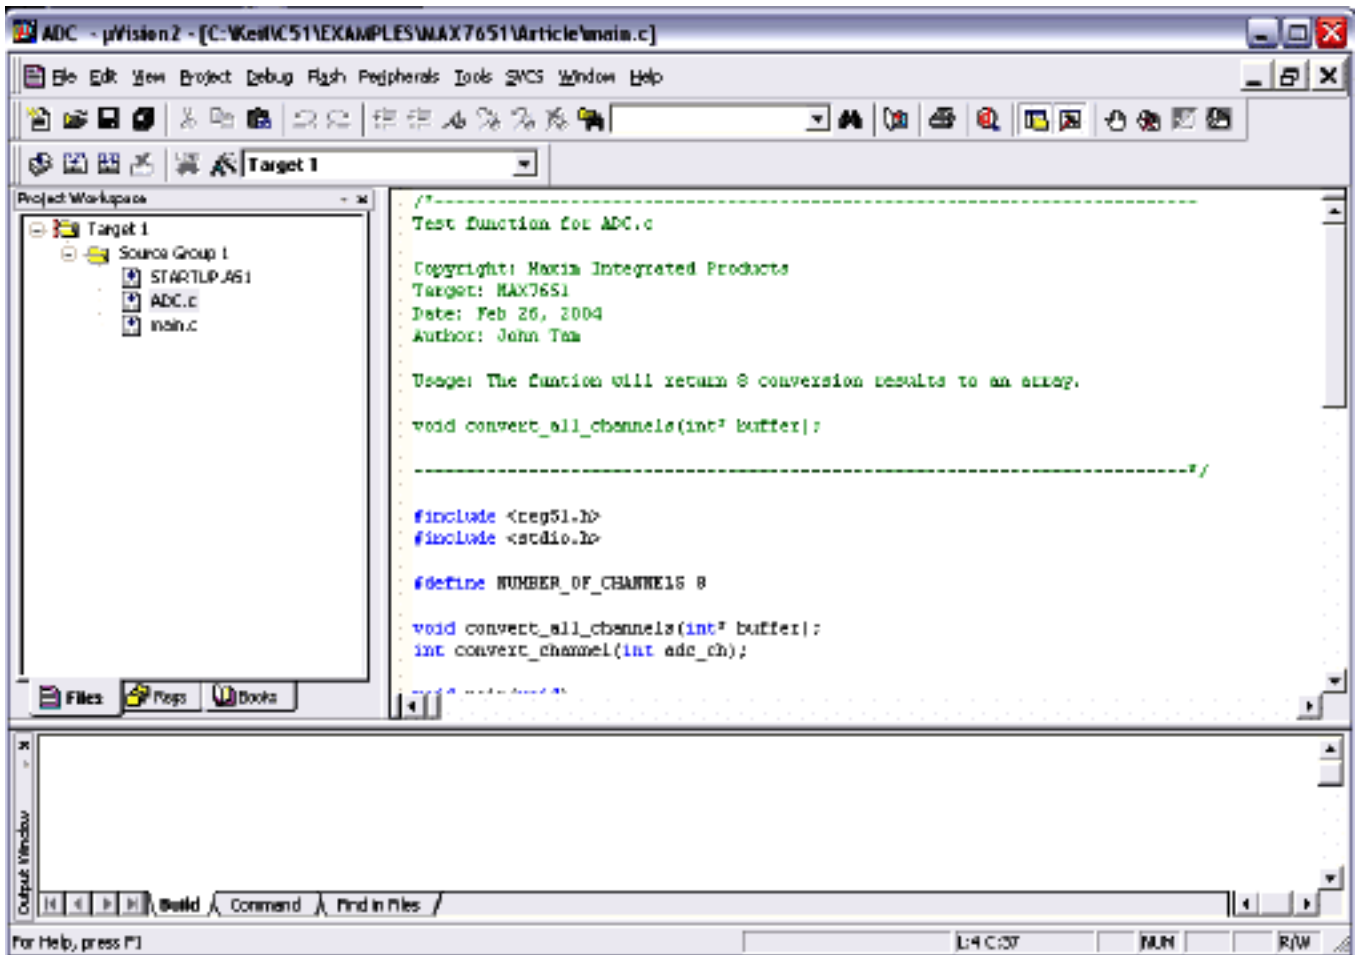 ADC - µVision2 - [C:\Keil\C51\EXAMPLES\MAX7651\Article\main.c]
File Edit View Project Debug Flash Peripherals Tools SVCS Window Help
Target 1
Project Workspace
Target 1
Source Group 1
STARTUP.A51
ADC.c
main.c
Files Regs Books
/*----------------------------------------------------------------------------
Test function for ADC.c
Copyright: Maxim Integrated Products
Target: MAX7651
Date: Feb 26, 2004
Author: John Tam
Usage: The funtion will return 8 conversion results to an array.
void convert_all_channels(int* buffer);
----------------------------------------------------------------------------*/
#include <reg51.h>
#include <stdio.h>
#define NUMBER_OF_CHANNELS 8
void convert_all_channels(int* buffer);
int convert_channel(int adc_ch);
void main(void)
Output Window
Build Command Find in Files
For Help, press F1
L:4 C:37
NUM
R/W